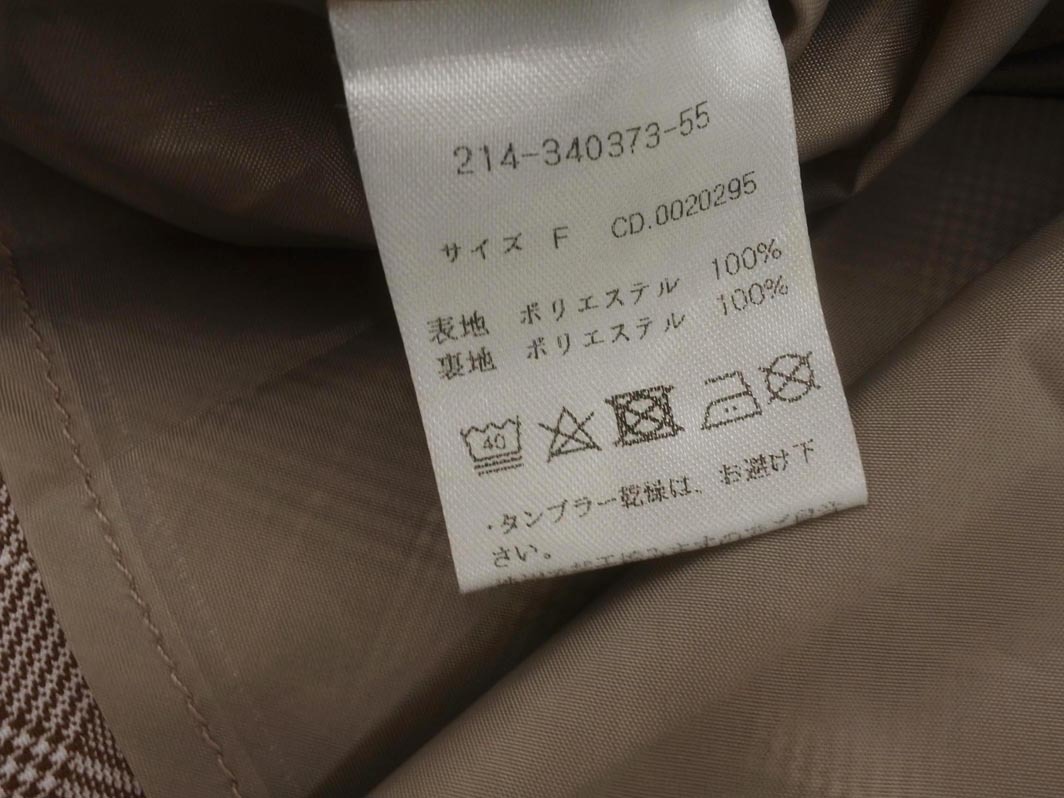 214-340373-55
サイズ F CD.0020295
表地 ポリエステル 100%
裏地 ポリエステル 100%
40
・タンブラー乾燥は、お避け下
さい。